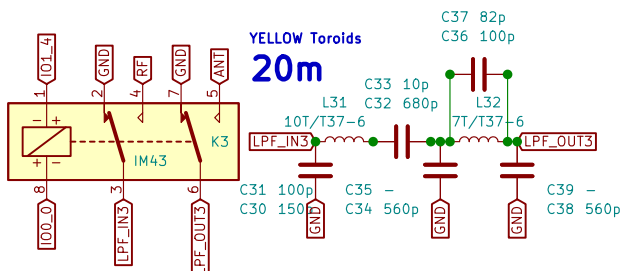 C37 82p
C36 100p
YELLOW Toroids
20m
IO1_4
GND
RF
GND
ANT
1
2
4
7
5
C33 10p
C32 680p
L31
10T/T37-6
L32
7T/T37-6
LPF_IN3
LPF_OUT3
K3
IM43
8
3
6
IO0_0
LPF_IN3
LPF_OUT3
C31 100p
C30 150p
GND
C35 -
C34 560p
GND
C39 -
C38 560p
GND